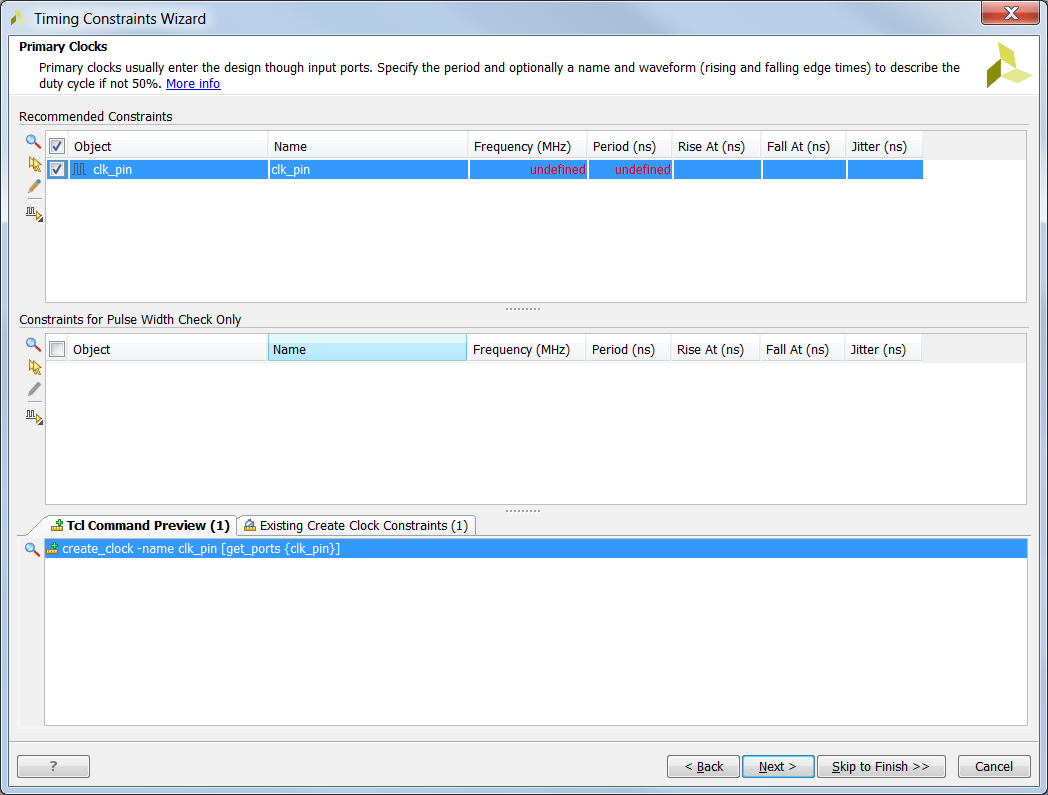 Timing Constraints Wizard
Primary Clocks
Primary clocks usually enter the design though input ports. Specify the period and optionally a name and waveform (rising and falling edge times) to describe the
duty cycle if not 50%. More info
Recommended Constraints
Object Name Frequency (MHz) Period (ns) Rise At (ns) Fall At (ns) Jitter (ns)
clk_pin clk_pin undefined undefined
Constraints for Pulse Width Check Only
Object Name Frequency (MHz) Period (ns) Rise At (ns) Fall At (ns) Jitter (ns)
Tcl Command Preview (1) Existing Create Clock Constraints (1)
create_clock -name clk_pin [get_ports {clk_pin}]
? < Back Next > Skip to Finish >> Cancel